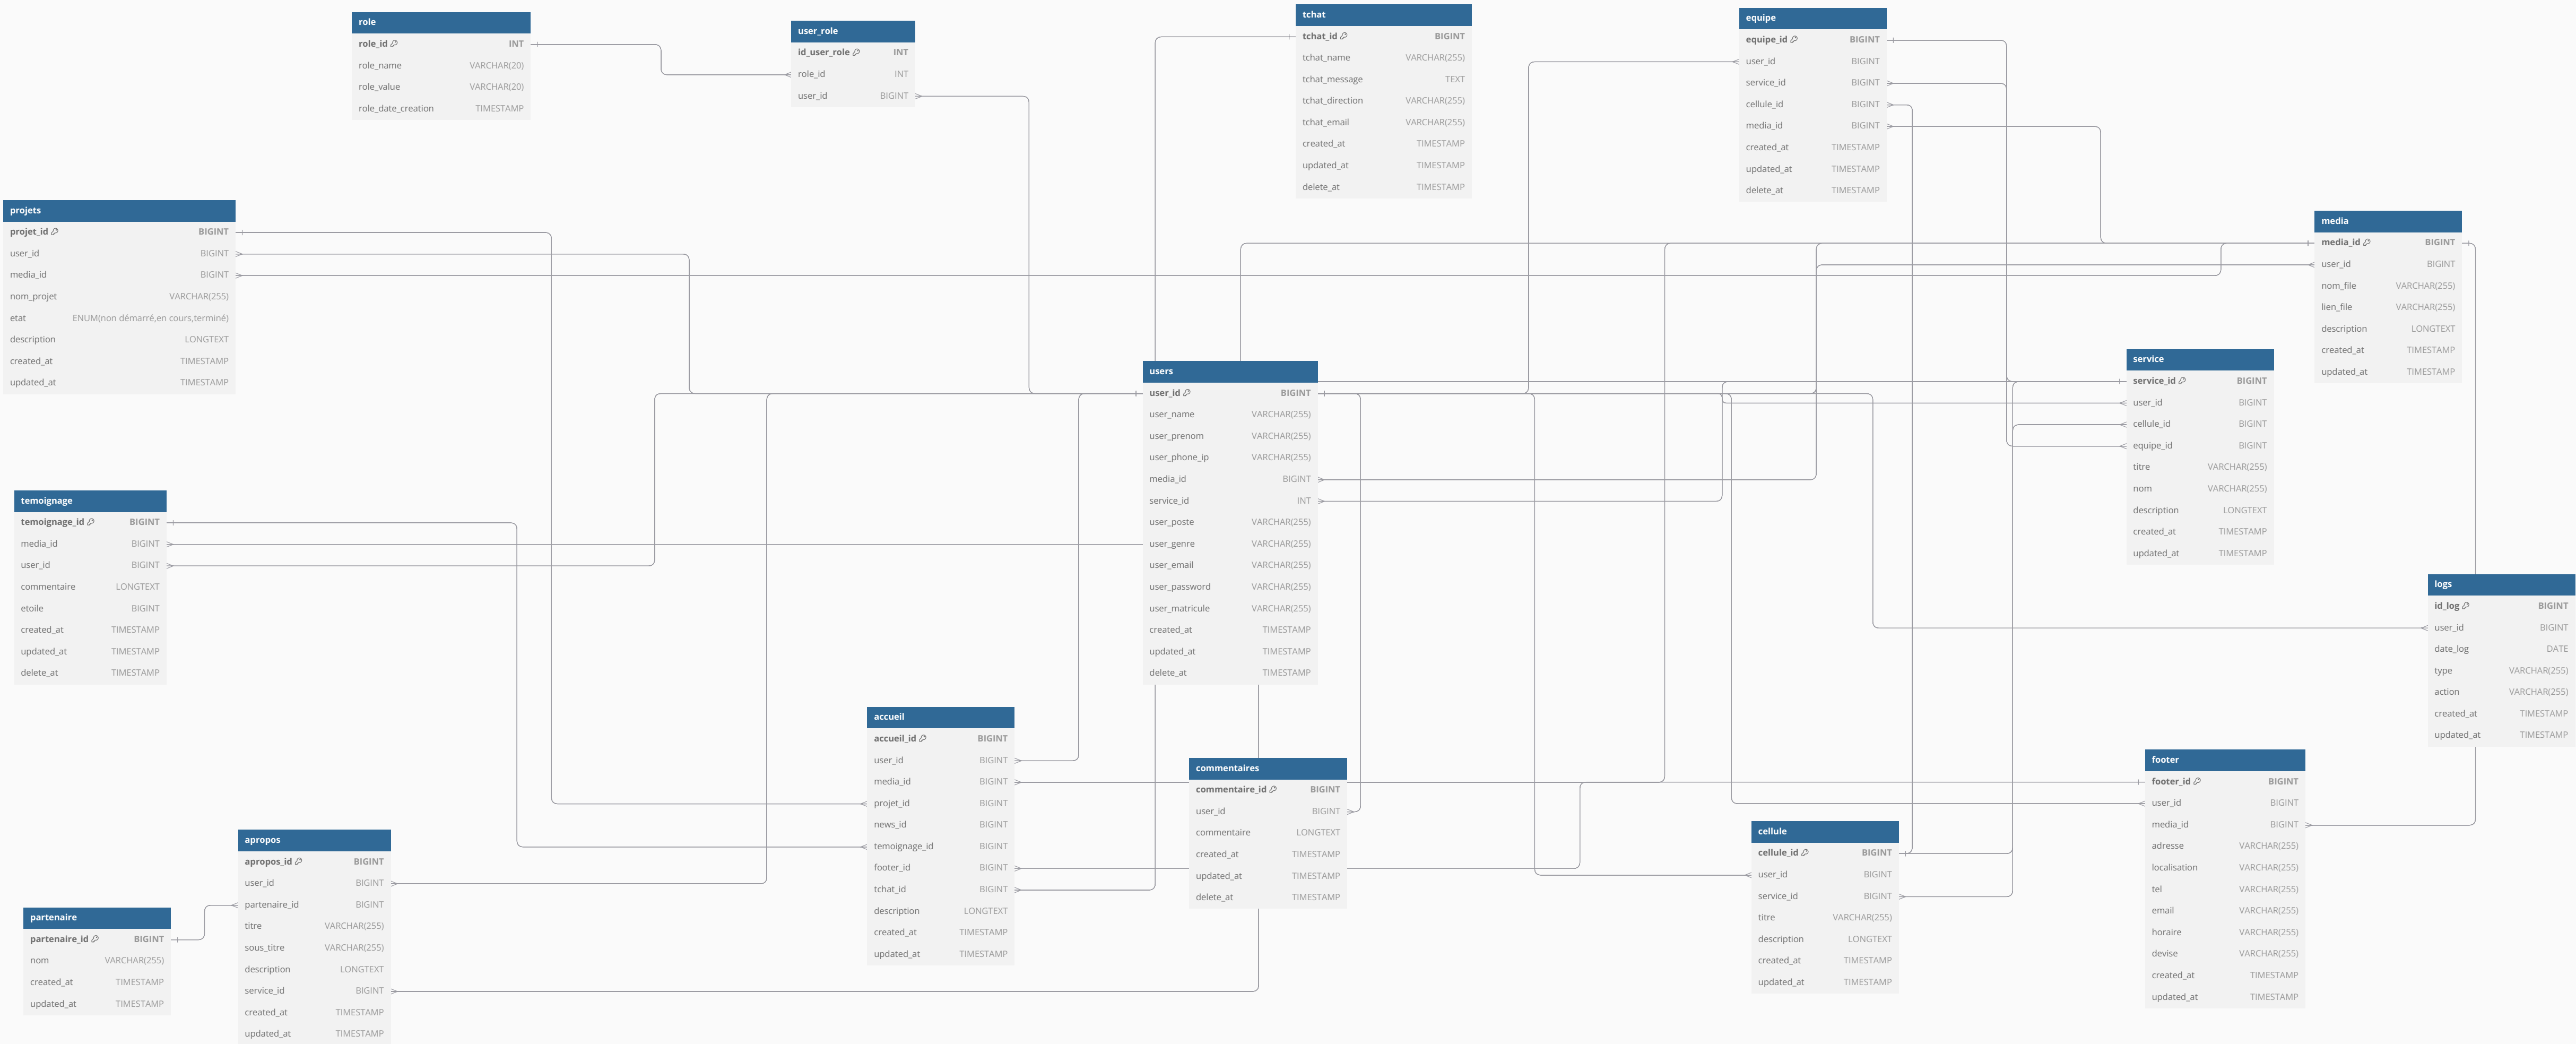 role
role_id INT
role_name VARCHAR(20)
role_value VARCHAR(20)
role_date_creation TIMESTAMP
user_role
id_user_role INT
role_id INT
user_id BIGINT
tchat
tchat_id BIGINT
tchat_name VARCHAR(255)
tchat_message TEXT
tchat_direction VARCHAR(255)
tchat_email VARCHAR(255)
created_at TIMESTAMP
updated_at TIMESTAMP
delete_at TIMESTAMP
equipe
equipe_id BIGINT
user_id BIGINT
service_id BIGINT
cellule_id BIGINT
media_id BIGINT
created_at TIMESTAMP
updated_at TIMESTAMP
delete_at TIMESTAMP
projets
projet_id BIGINT
user_id BIGINT
media_id BIGINT
nom_projet VARCHAR(255)
etat ENUM(non démarré,en cours,terminé)
description LONGTEXT
created_at TIMESTAMP
updated_at TIMESTAMP
media
media_id BIGINT
user_id BIGINT
nom_file VARCHAR(255)
lien_file VARCHAR(255)
description LONGTEXT
created_at TIMESTAMP
updated_at TIMESTAMP
users
user_id BIGINT
user_name VARCHAR(255)
user_prenom VARCHAR(255)
user_phone_ip VARCHAR(255)
media_id BIGINT
service_id INT
user_poste VARCHAR(255)
user_genre VARCHAR(255)
user_email VARCHAR(255)
user_password VARCHAR(255)
user_matricule VARCHAR(255)
created_at TIMESTAMP
updated_at TIMESTAMP
delete_at TIMESTAMP
service
service_id BIGINT
user_id BIGINT
cellule_id BIGINT
equipe_id BIGINT
titre VARCHAR(255)
nom VARCHAR(255)
description LONGTEXT
created_at TIMESTAMP
updated_at TIMESTAMP
temoignage
temoignage_id BIGINT
media_id BIGINT
user_id BIGINT
commentaire LONGTEXT
etoile BIGINT
created_at TIMESTAMP
updated_at TIMESTAMP
delete_at TIMESTAMP
logs
id_log BIGINT
user_id BIGINT
date_log DATE
type VARCHAR(255)
action VARCHAR(255)
created_at TIMESTAMP
updated_at TIMESTAMP
accueil
accueil_id BIGINT
user_id BIGINT
media_id BIGINT
projet_id BIGINT
news_id BIGINT
temoignage_id BIGINT
footer_id BIGINT
tchat_id BIGINT
description LONGTEXT
created_at TIMESTAMP
updated_at TIMESTAMP
commentaires
commentaire_id BIGINT
user_id BIGINT
commentaire LONGTEXT
created_at TIMESTAMP
updated_at TIMESTAMP
delete_at TIMESTAMP
footer
footer_id BIGINT
user_id BIGINT
media_id BIGINT
adresse VARCHAR(255)
localisation VARCHAR(255)
tel VARCHAR(255)
email VARCHAR(255)
horaire VARCHAR(255)
devise VARCHAR(255)
created_at TIMESTAMP
updated_at TIMESTAMP
cellule
cellule_id BIGINT
user_id BIGINT
service_id BIGINT
titre VARCHAR(255)
description LONGTEXT
created_at TIMESTAMP
updated_at TIMESTAMP
apropos
apropos_id BIGINT
user_id BIGINT
partenaire_id BIGINT
titre VARCHAR(255)
sous_titre VARCHAR(255)
description LONGTEXT
service_id BIGINT
created_at TIMESTAMP
updated_at TIMESTAMP
partenaire
partenaire_id BIGINT
nom VARCHAR(255)
created_at TIMESTAMP
updated_at TIMESTAMP